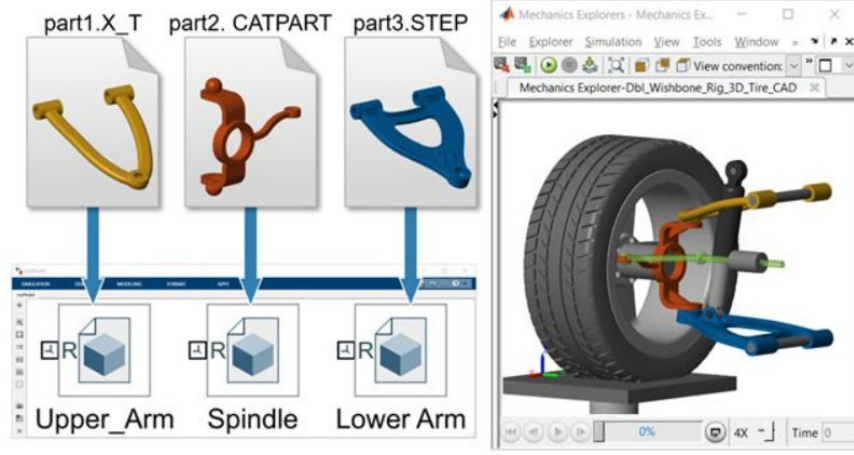 part1.X_T
part2. CATPART
part3.STEP
SIMULATION
MODELING
FORMAT
APPS
R
R
R
Upper_Arm
Spindle
Lower Arm
Mechanics Explorers - Mechanics Ex...
File Explorer Simulation View Tools Window
View convention:
Mechanics Explorer-Dbl_Wishbone_Rig_3D_Tire_CAD
0%
4X
Time 0